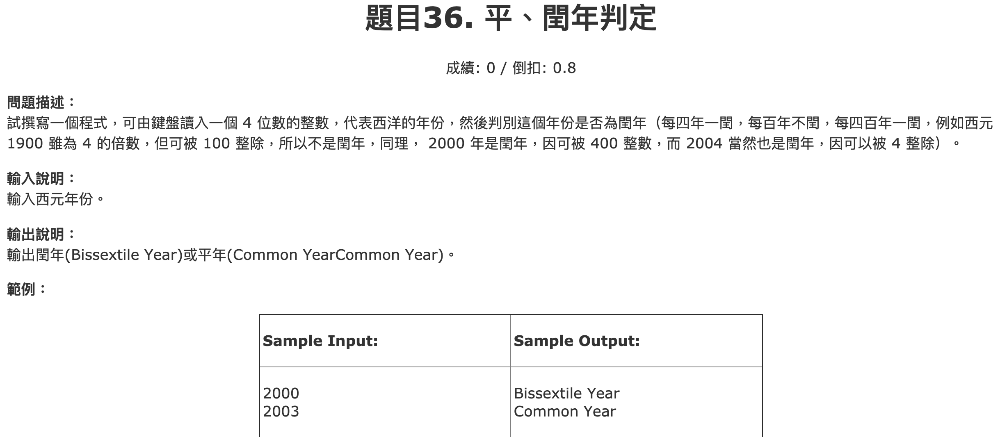 題目36. 平、閏年判定
成績: 0 / 倒扣: 0.8
問題描述：
試撰寫一個程式，可由鍵盤讀入一個 4 位數的整數，代表西洋的年份，然後判別這個年份是否為閏年（每四年一閏，每百年不閏，每四百年一閏，例如西元
1900 雖為 4 的倍數，但可被 100 整除，所以不是閏年，同理， 2000 年是閏年，因可被 400 整數，而 2004 當然也是閏年，因可以被 4 整除）。
輸入說明：
輸入西元年份。
輸出說明：
輸出閏年(Bissextile Year)或平年(Common YearCommon Year)。
範例：
Sample Input:
Sample Output:
2000
2003
Bissextile Year
Common Year